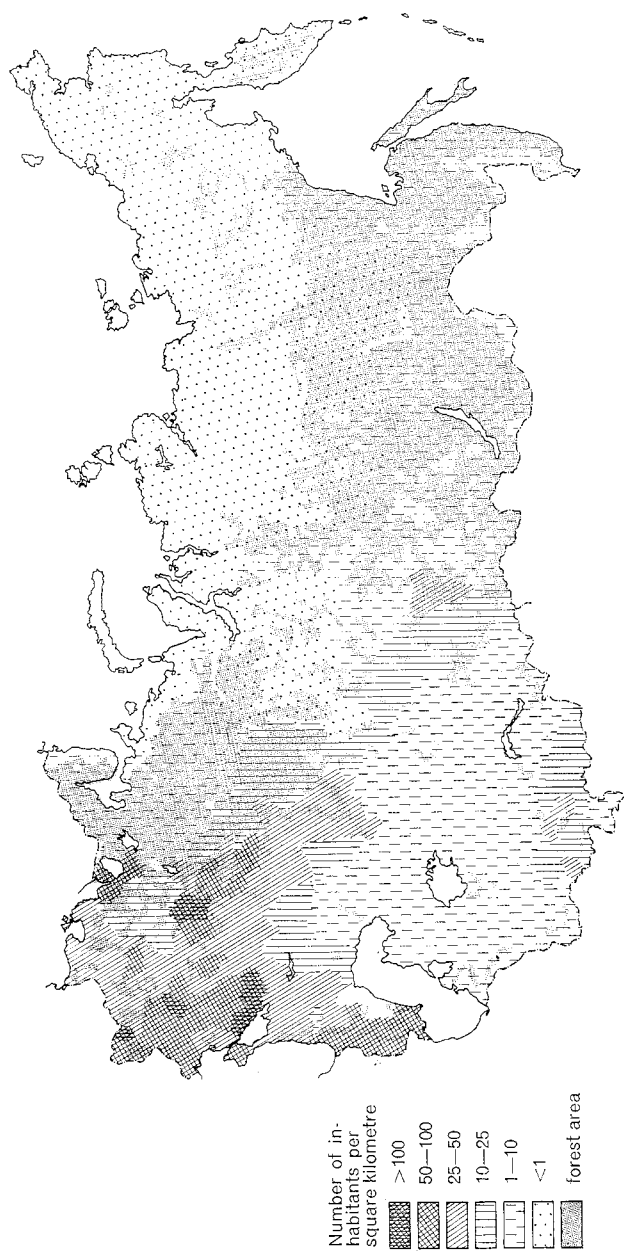 Number of in-
habitants per
square kilometre
>100
50—100
25—50
10—25
1—10
<1
forest area